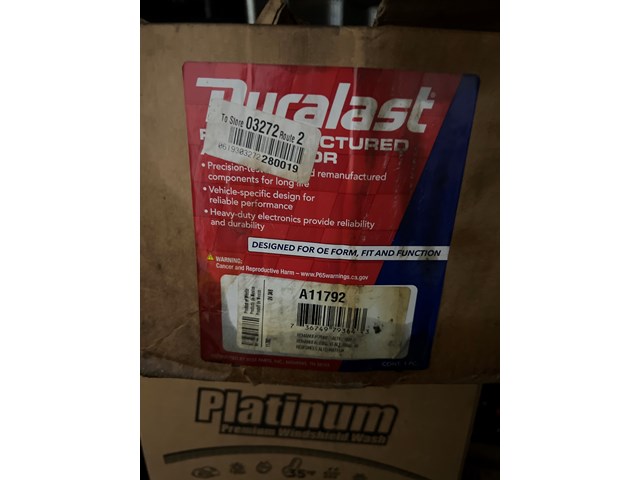 Duralast
To Store 03272 Route 2
280019
• Precision-
remanufactured
components for long life
• Vehicle-specific design for
reliable performance
• Heavy-duty electronics provide reliability
and durability
DESIGNED FOR OE FORM, FIT AND FUNCTION
WARNING:
Cancer and Reproductive Harm – www.P65warnings.ca.gov
A11792
Platinum
Premium Windshield Wash